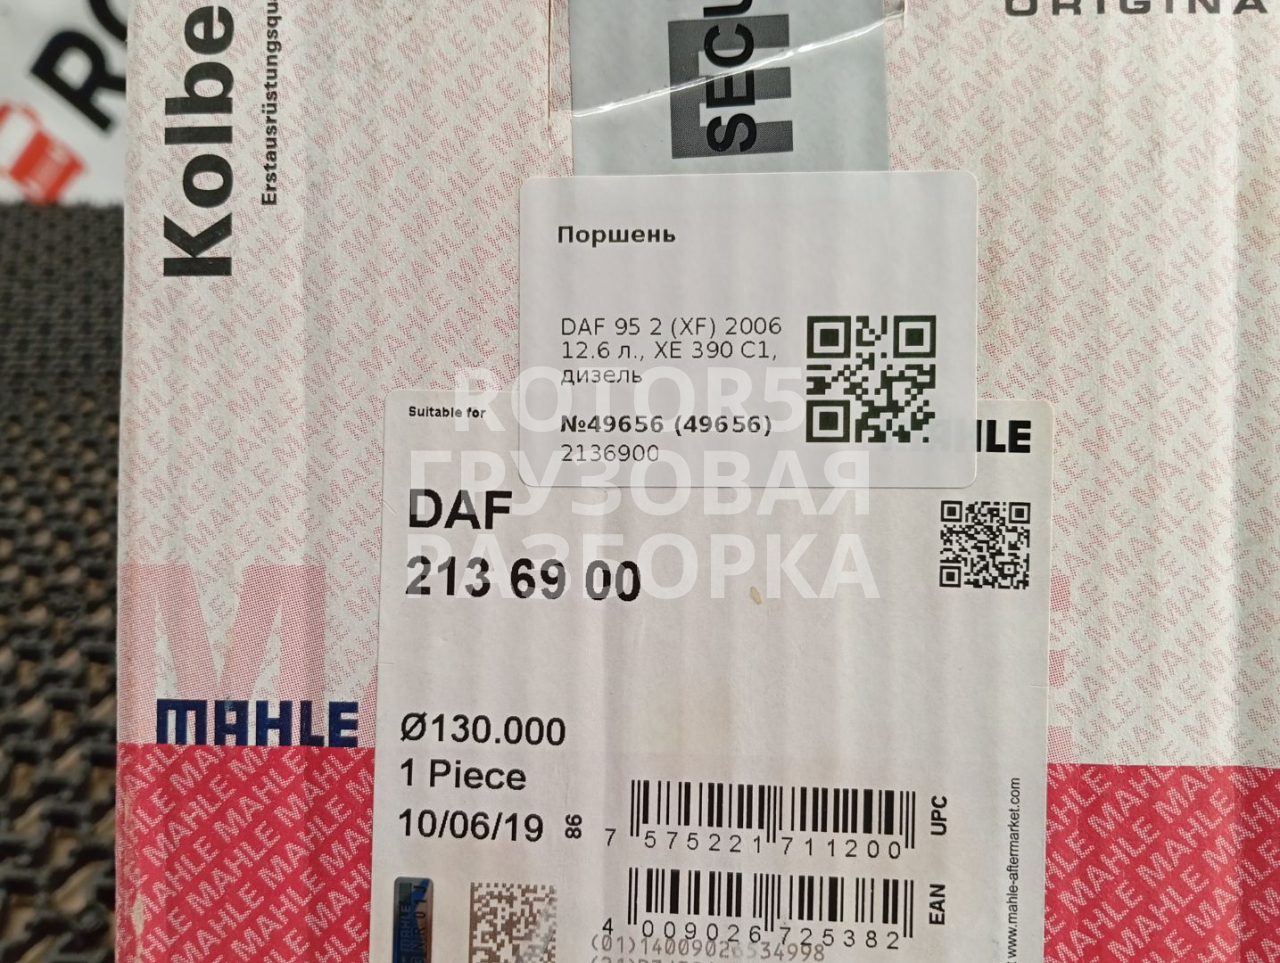 ORIGINA
Kolbe
Erstausrüstungsqu
SECU
Поршень
DAF 95 2 (XF) 2006
12.6 л., XE 390 C1,
дизель
№49656 (49656)
2136900
ROTOR5
ГРУЗОВАЯ
РАЗБОРКА
Suitable for
DAF
213 69 00
MAHLE
Ø130.000
1 Piece
10/06/19
86
7 575221 711200
UPC
4 009026 725382
EAN
(01)14009026534998
www.mahle-aftermarket.com